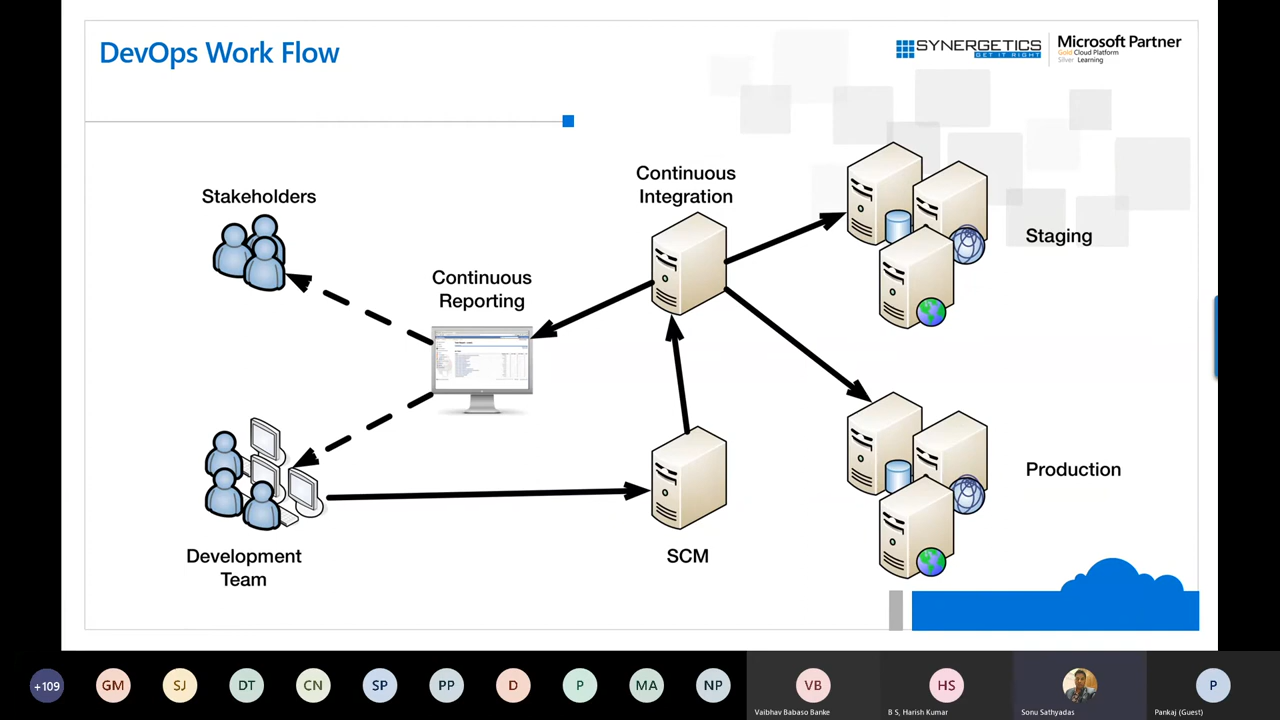 DevOps Work Flow
SYNERGETICS
GET IT RIGHT
Microsoft Partner
Gold Cloud Platform
Silver Learning
Continuous
Integration
Stakeholders
Staging
Continuous
Reporting
Production
Development
Team
SCM
+109
GM
SJ
DT
CN
SP
PP
D
P
MA
NP
VB
Vaibhav Babaso Banke
HS
B S, Harish Kumar
Sonu Sathyadas
P
Pankaj (Guest)